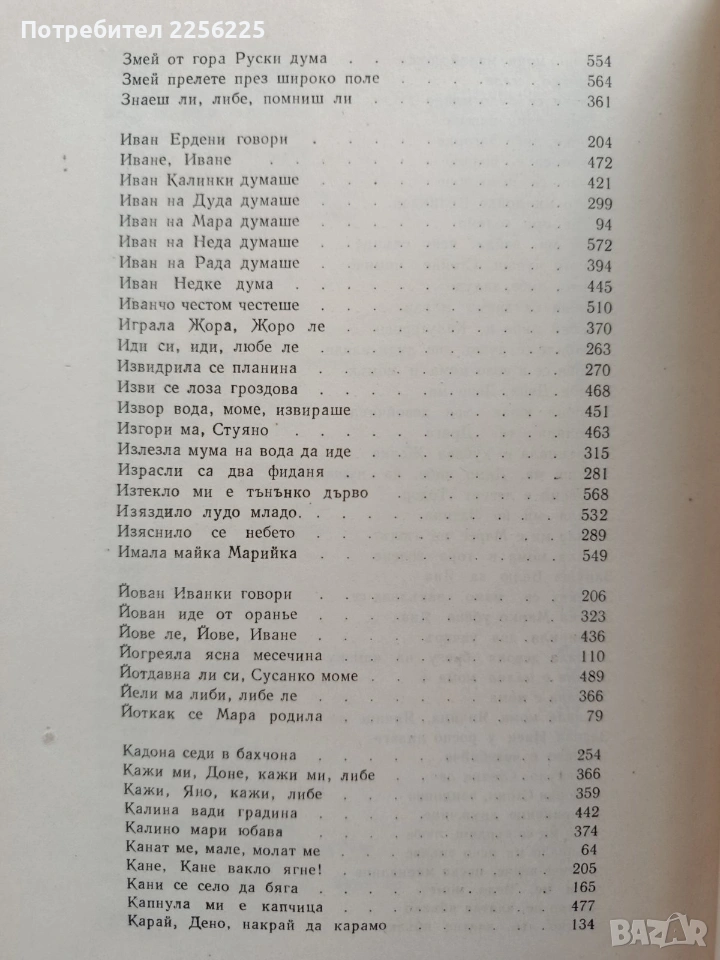 Потребител 2256225
Змей от гора Руски дума . . . . . . . . 554
Змей прелете през широко поле . . . . . . 564
Знаеш ли, либе, помниш ли . . . . . . . 361
Иван Ердени говори . . . . . . . . . 204
Иване, Иване . . . . . . . . . . 472
Иван Калинки думаше . . . . . . . . 421
Иван на Дуда думаше . . . . . . . . 299
Иван на Мара думаше . . . . . . . . 94
Иван на Неда думаше . . . . . . . . 572
Иван на Рада думаше . . . . . . . . 394
Иван Недке дума . . . . . . . . . 445
Иванчо честом честеше . . . . . . . . 510
Играла Жора, Жоро ле . . . . . . . . 370
Иди си, иди, любе ле . . . . . . . . 263
Извидрила се планина . . . . . . . . 270
Изви се лоза гроздова . . . . . . . . 468
Извор вода, моме, извираше . . . . . . . 451
Изгори ма, Стуяно . . . . . . . . . 463
Излезла мума на вода да иде . . . . . . . 315
Израсли са два фиданя . . . . . . . . 281
Изтекло ми е тънънко дърво . . . . . . . 568
Изяздило лудо младо. . . . . . . . . 532
Изяснило се небето . . . . . . . . . 289
Имала майка Марийка . . . . . . . . 549
Йован Иванки говори . . . . . . . . 206
Йован иде от оранье . . . . . . . . 323
Йове ле, Йове, Иване . . . . . . . . 436
Йогреяла ясна месечина . . . . . . . . 110
Йотдавна ли си, Сусанко моме . . . . . . 489
Йели ма либи, либе ле . . . . . . . . 366
Йоткак се Мара родила . . . . . . . . 79
Кадона седи в бахчона . . . . . . . . 254
Кажи ми, Доне, кажи ми, либе . . . . . . 366
Кажи, Яно, кажи, либе . . . . . . . . 359
Калина вади градина . . . . . . . . 442
Калино мари юбава . . . . . . . . . 374
Канат ме, мале, молат ме . . . . . . . 64
Кане, Кане вакло ягне! . . . . . . . . 205
Кани се село да бяга . . . . . . . . 165
Капнула ми е капчица . . . . . . . . 477
Карай, Дено, накрай да карамо . . . . . . 134
BAZAR